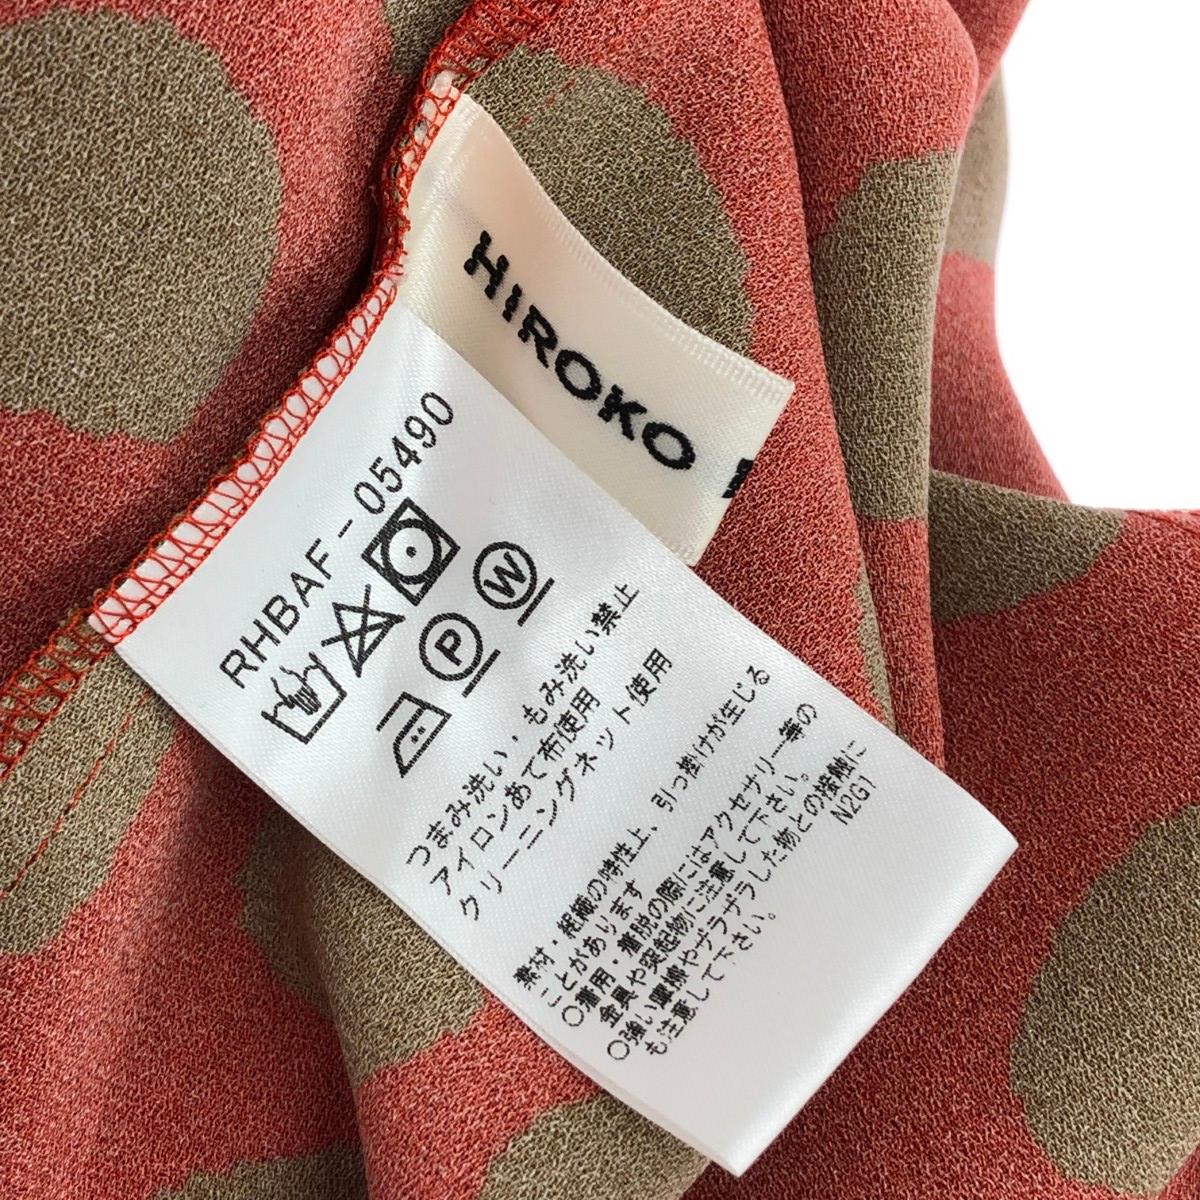 HIROKO
RHBAF-05490
P W
つまみ洗い・もみ洗い禁止
アイロンあて布使用
クリーニングネット使用
素材・組織の特性上、引っ掛けが生じる
ことがあります
○着用・着脱の際にはアクセサリー等の
金具や突起物に注意して下さい。
○強い摩擦やザラザラした物との接触に
も注意して下さい。
N2G1